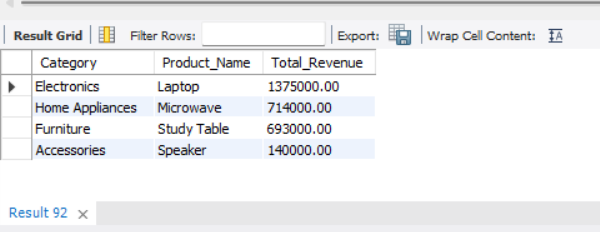 Result Grid Filter Rows: Export: Wrap Cell Content: IA
Category Product_Name Total_Revenue
Electronics Laptop 1375000.00
Home Appliances Microwave 714000.00
Furniture Study Table 693000.00
Accessories Speaker 140000.00
Result 92 ×